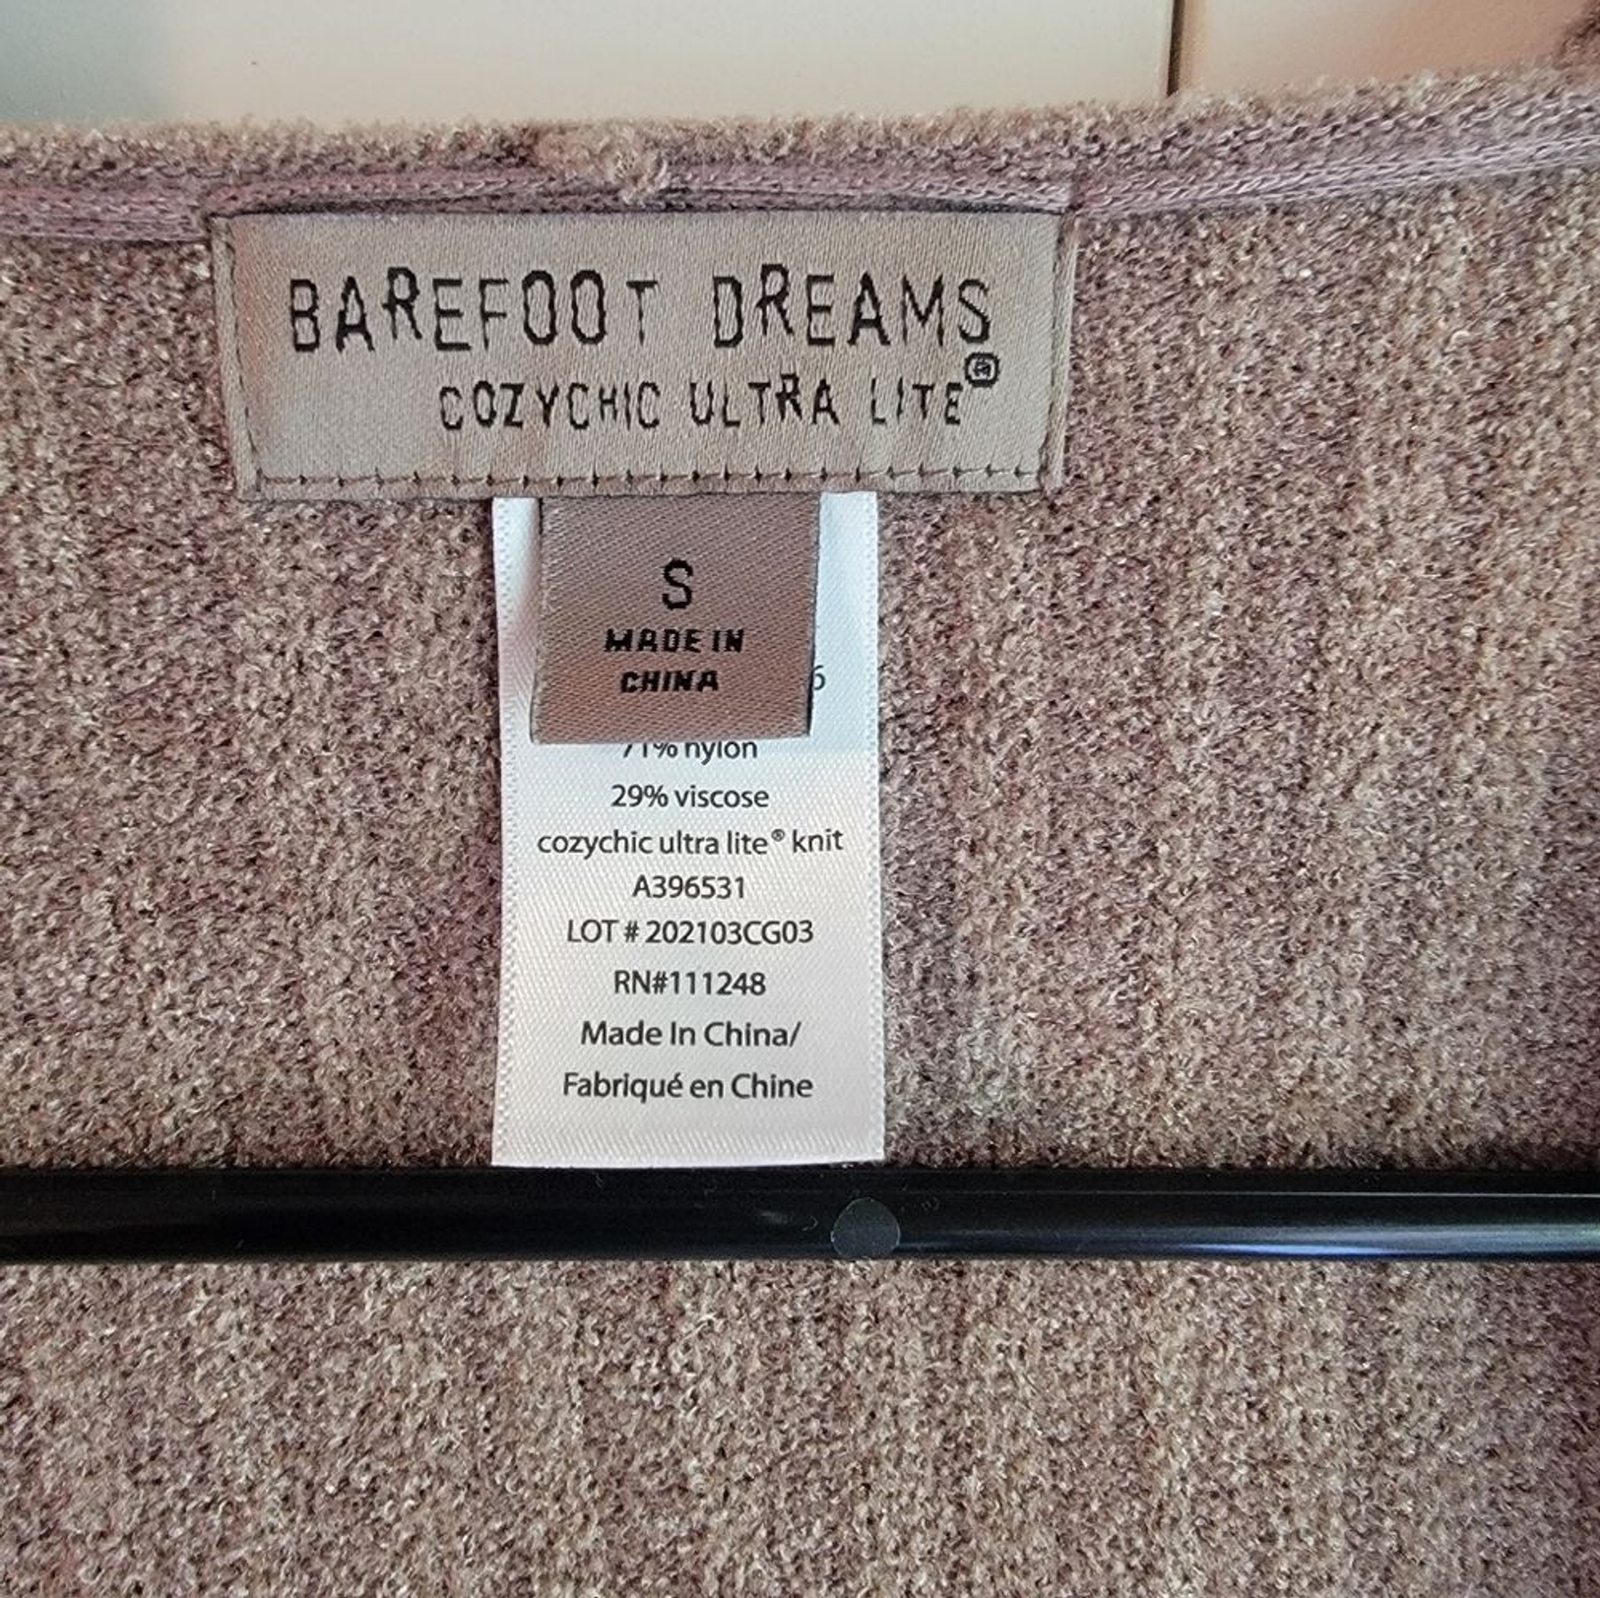 BAREFOOT DREAMS
COZYCHIC ULTRA LITE®
S
MADE IN
CHINA
6
71% nylon
29% viscose
cozychic ultra lite® knit
A396531
LOT # 202103CG03
RN#111248
Made In China/
Fabriqué en Chine